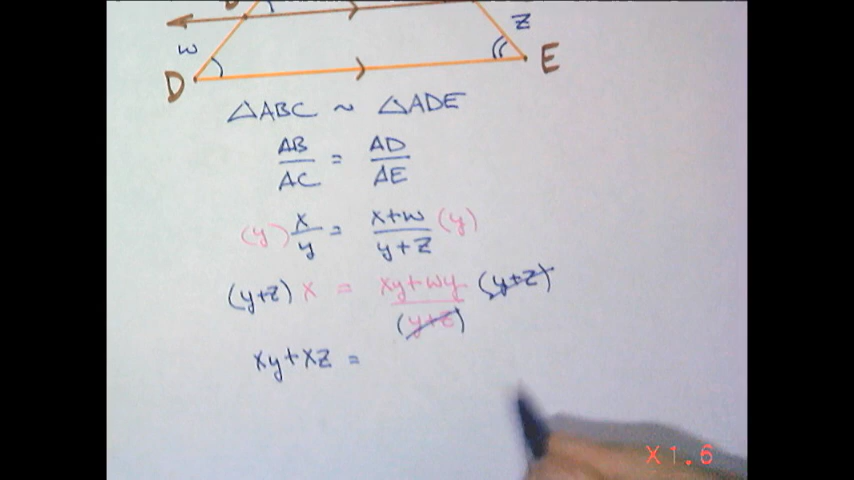 w
z
D
E
△ABC ~ △ADE
AB/AC = AD/AE
(y) x/y = x+w/y+z (y)
(y+z) x = xy+wy/(y+z) (y+z)
xy+xz =
X1.6